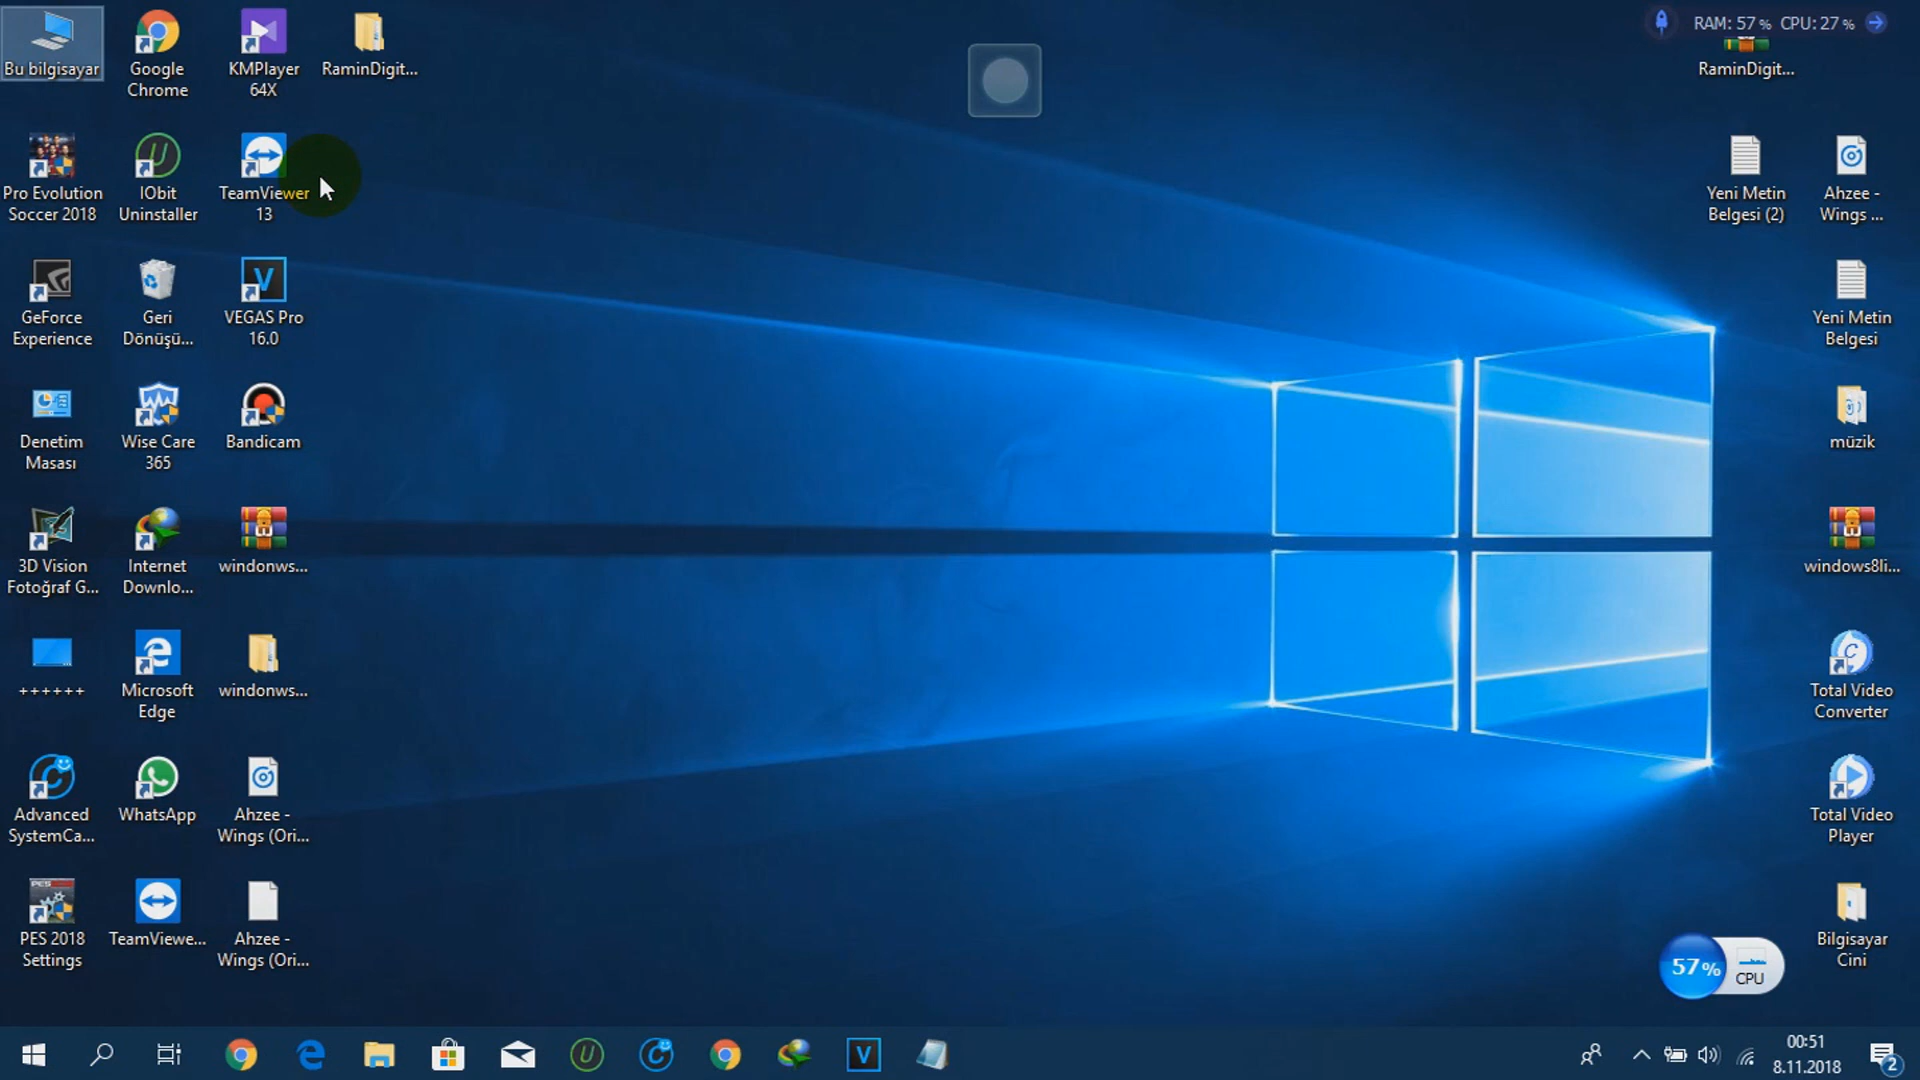 RAM: 57 % CPU: 27 %
Bu bilgisayar
Google
Chrome
KMPlayer
64X
RaminDigit...
RaminDigit...
Pro Evolution
Soccer 2018
IObit
Uninstaller
TeamViewer
13
Yeni Metin
Belgesi (2)
Ahzee -
Wings ...
GeForce
Experience
Geri
Dönüşü...
VEGAS Pro
16.0
Yeni Metin
Belgesi
Denetim
Masası
Wise Care
365
Bandicam
müzik
3D Vision
Fotoğraf G...
Internet
Downlo...
windonws...
windows8li...
++++++
Microsoft
Edge
windonws...
Total Video
Converter
Advanced
SystemCa...
WhatsApp
Ahzee -
Wings (Ori...
Total Video
Player
PES 2018
Settings
TeamViewe...
Ahzee -
Wings (Ori...
Bilgisayar
Cini
57%
CPU
00:51
8.11.2018
2